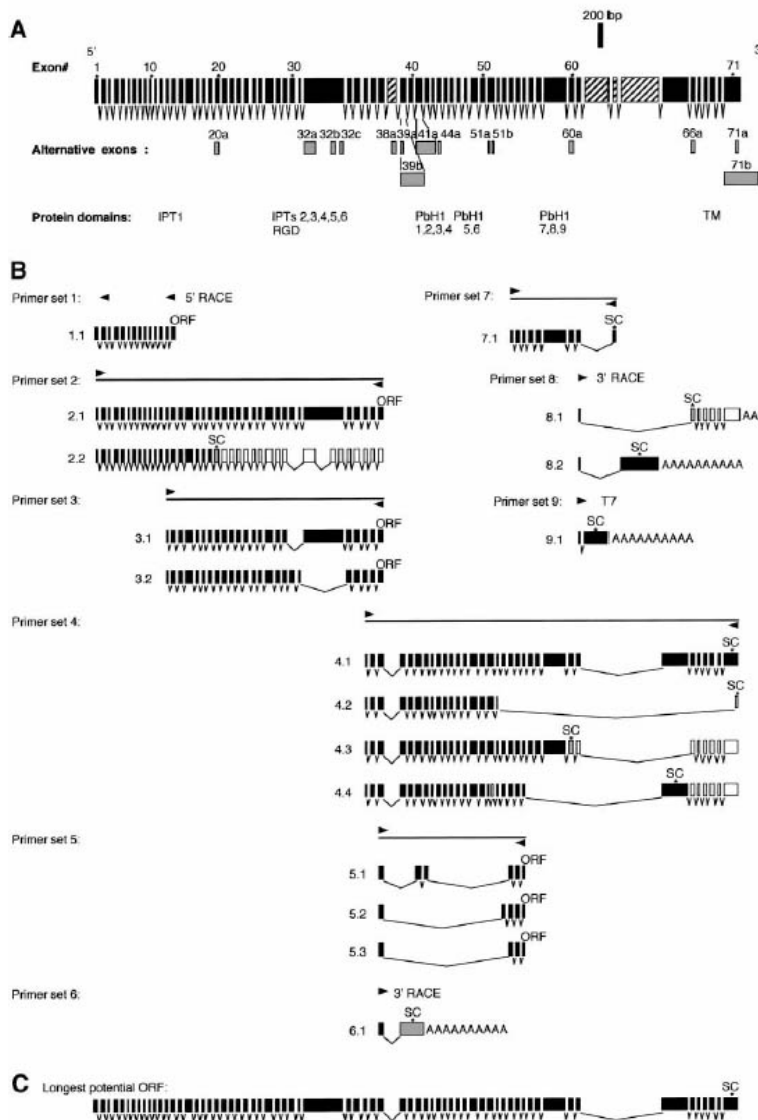 200 bp
A
5'
3
Exon#
1 10 20 30 40 50 60 71
Alternative exons :
20a 32a 32b 32c 38a 39a 41a 44a 51a 51b 60a 66a 71a
39b 71b
Protein domains: IPT1 IPTs 2,3,4,5,6 PbH1 PbH1 PbH1 TM
RGD 1,2,3,4 5,6 7,8,9
B
Primer set 1: 5' RACE
ORF
1.1
Primer set 2:
ORF
2.1
SC
2.2
Primer set 3:
ORF
3.1
ORF
3.2
Primer set 7:
SC
7.1
Primer set 8: 3' RACE
SC
8.1 AA
SC
8.2 AAAAAAAAAA
Primer set 9: T7
SC
9.1 AAAAAAAAAA
Primer set 4:
SC
4.1
SC
4.2
SC
4.3
SC
4.4
Primer set 5:
ORF
5.1
ORF
5.2
ORF
5.3
Primer set 6: 3' RACE
SC
6.1 AAAAAAAAAA
C
Longest potential ORF: SC